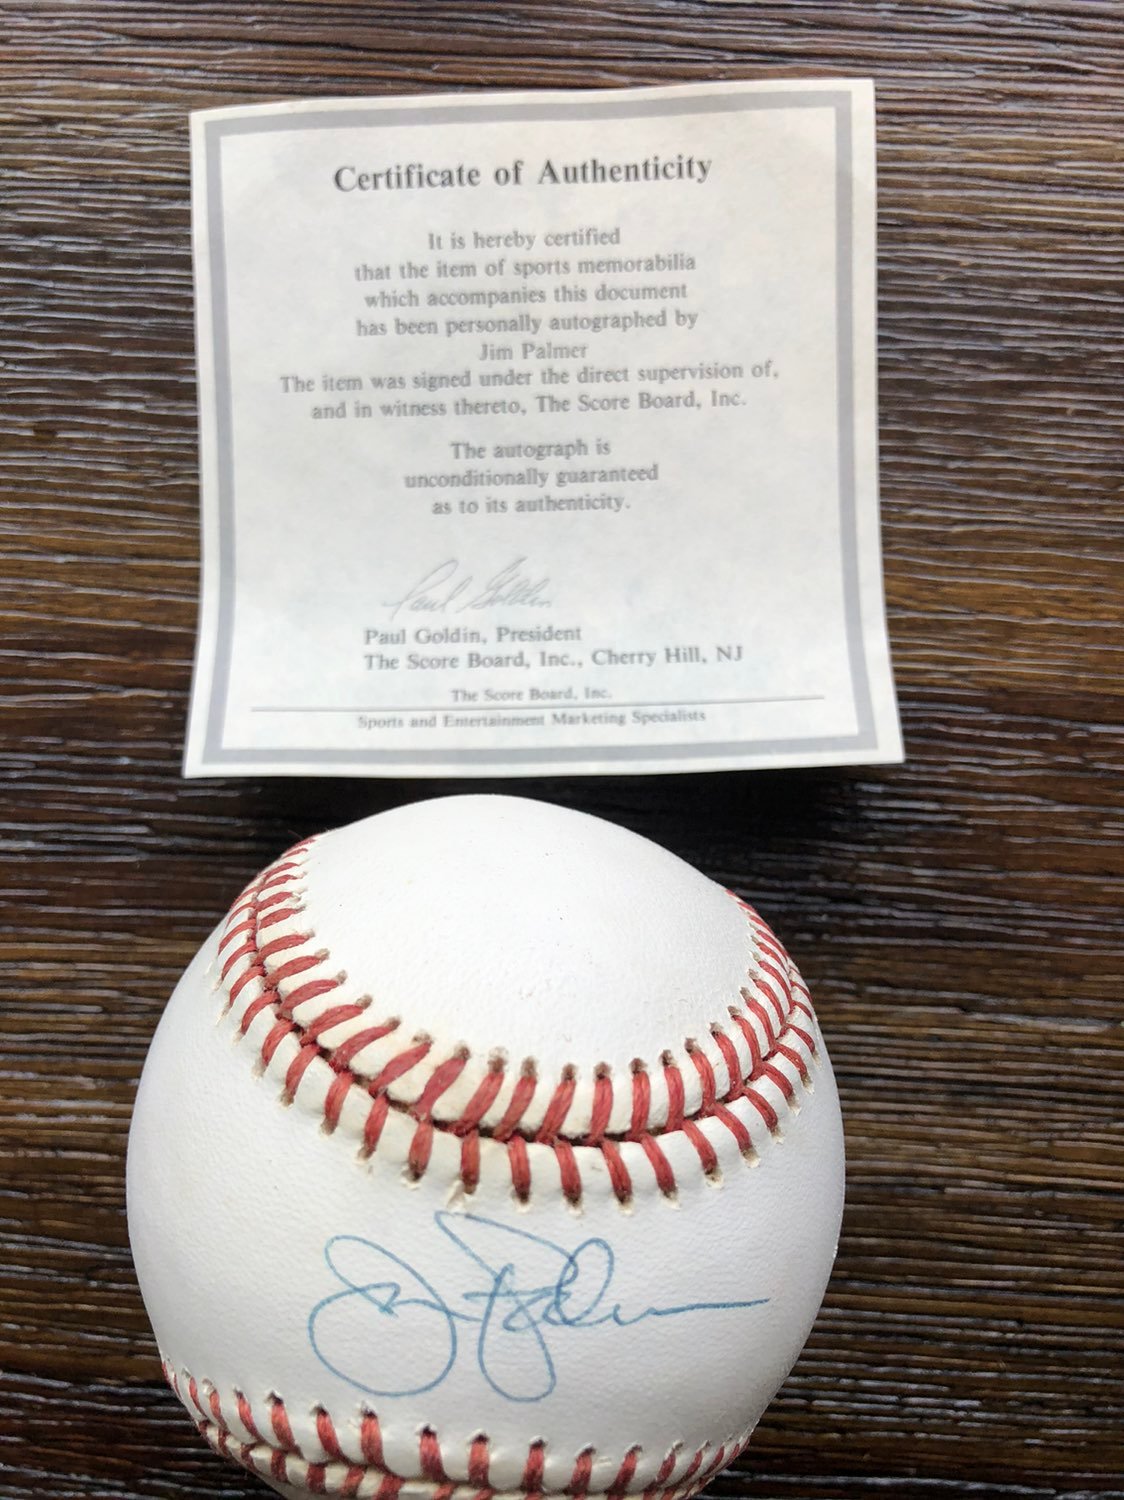 Certificate of Authenticity
It is hereby certified
that the item of sports memorabilia
which accompanies this document
has been personally autographed by
Jim Palmer
The item was signed under the direct supervision of,
and in witness thereto, The Score Board, Inc.
The autograph is
unconditionally guaranteed
as to its authenticity.
Paul Goldin
Paul Goldin, President
The Score Board, Inc., Cherry Hill, NJ
The Score Board, Inc.
Sports and Entertainment Marketing Specialists